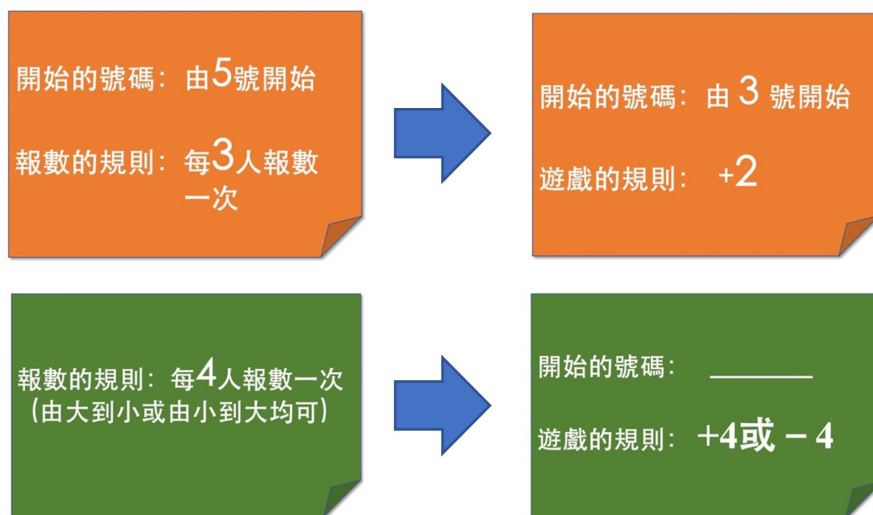 開始的號碼：由5號開始
報數的規則：每3人報數
一次
開始的號碼：由 3 號開始
遊戲的規則： +2
報數的規則：每4人報數一次
（由大到小或由小到大均可）
開始的號碼： ______
遊戲的規則： +4或 – 4